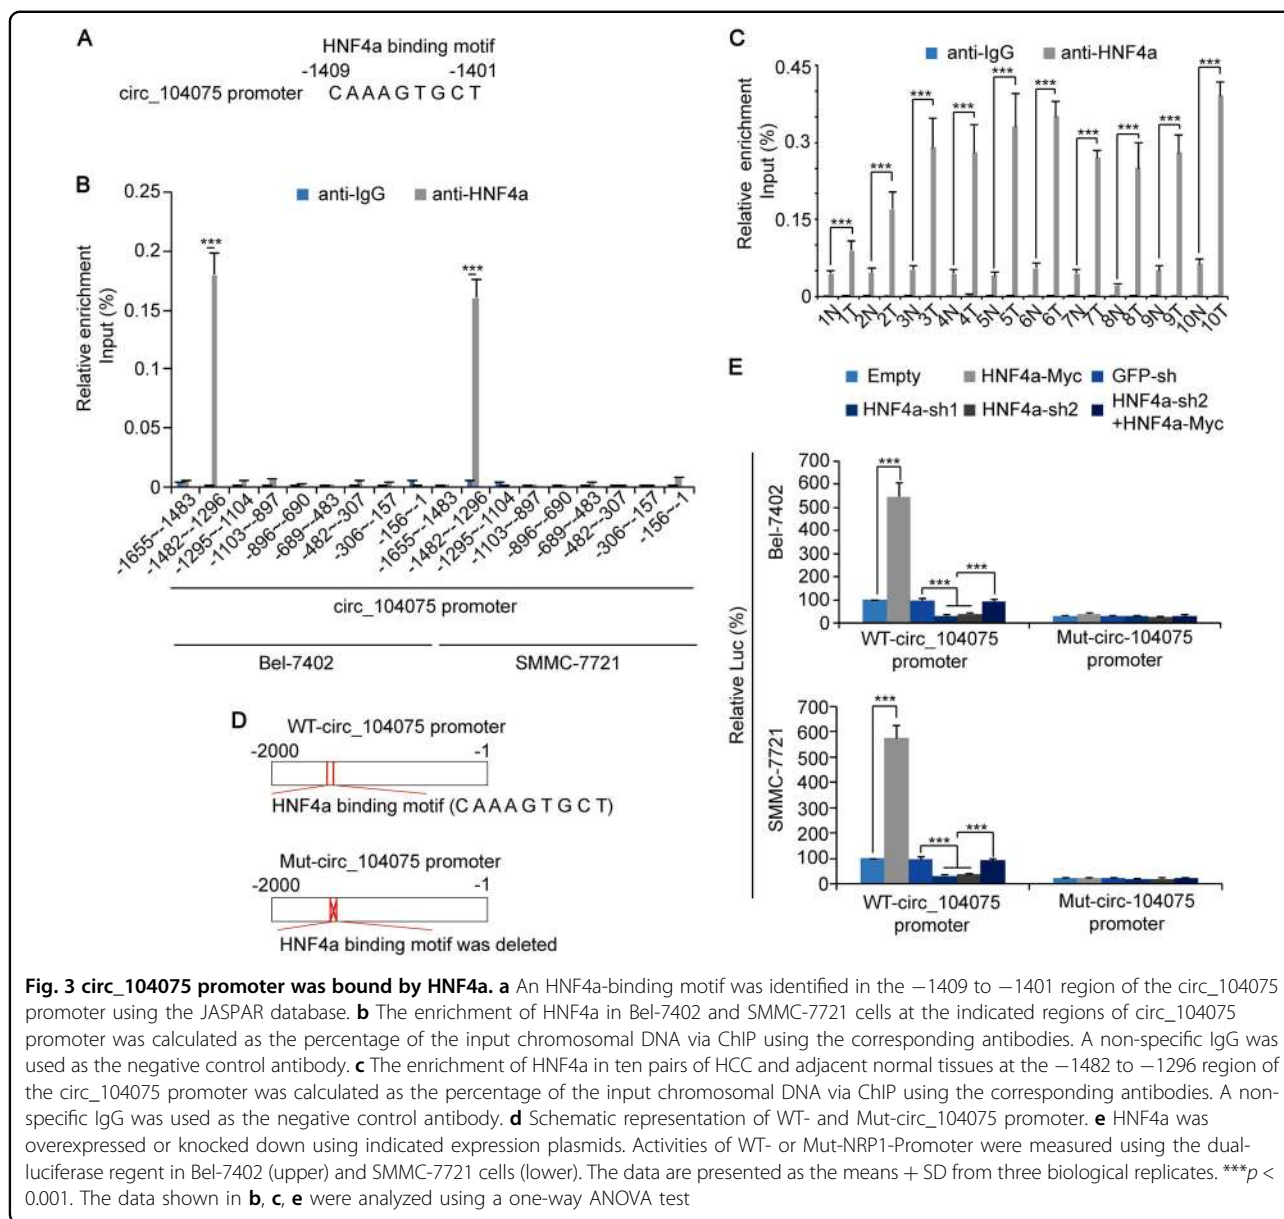 A
HNF4a binding motif
-1409 -1401
circ_104075 promoter C A A A G T G C T
B
anti-IgG anti-HNF4a
Relative enrichment
Input (%)
0.25
0.2
0.15
0.1
0.05
0
-1655~-1483
-1482~-1296
-1295~-1104
-1103~-897
-896~-690
-689~-483
-482~-307
-306~-157
-156~-1
-1655~-1483
-1482~-1296
-1295~-1104
-1103~-897
-896~-690
-689~-483
-482~-307
-306~-157
-156~-1
*** ***
circ_104075 promoter
Bel-7402 SMMC-7721
C
anti-IgG anti-HNF4a
Relative enrichment
Input (%)
0.45
0.3
0.15
0
*** *** *** *** *** *** *** *** *** ***
1N 1T 2N 2T 3N 3T 4N 4T 5N 5T 6N 6T 7N 7T 8N 8T 9N 9T 10N 10T
D
WT-circ_104075 promoter
-2000 -1
HNF4a binding motif (C A A A G T G C T)
Mut-circ_104075 promoter
-2000 -1
HNF4a binding motif was deleted
E
Empty HNF4a-Myc GFP-sh
HNF4a-sh1 HNF4a-sh2 HNF4a-sh2
+HNF4a-Myc
Relative Luc (%)
Bel-7402
700
600
500
400
300
200
100
0
*** *** ***
WT-circ_104075 Mut-circ-104075
promoter promoter
SMMC-7721
700
600
500
400
300
200
100
0
*** *** ***
WT-circ_104075 Mut-circ-104075
promoter promoter
Fig. 3 circ_104075 promoter was bound by HNF4a. a An HNF4a-binding motif was identified in the −1409 to −1401 region of the circ_104075
promoter using the JASPAR database. b The enrichment of HNF4a in Bel-7402 and SMMC-7721 cells at the indicated regions of circ_104075
promoter was calculated as the percentage of the input chromosomal DNA via ChIP using the corresponding antibodies. A non-specific IgG was
used as the negative control antibody. c The enrichment of HNF4a in ten pairs of HCC and adjacent normal tissues at the −1482 to −1296 region of
the circ_104075 promoter was calculated as the percentage of the input chromosomal DNA via ChIP using the corresponding antibodies. A non-
specific IgG was used as the negative control antibody. d Schematic representation of WT- and Mut-circ_104075 promoter. e HNF4a was
overexpressed or knocked down using indicated expression plasmids. Activities of WT- or Mut-NRP1-Promoter were measured using the dual-
luciferase regent in Bel-7402 (upper) and SMMC-7721 cells (lower). The data are presented as the means + SD from three biological replicates. ***p <
0.001. The data shown in b, c, e were analyzed using a one-way ANOVA test